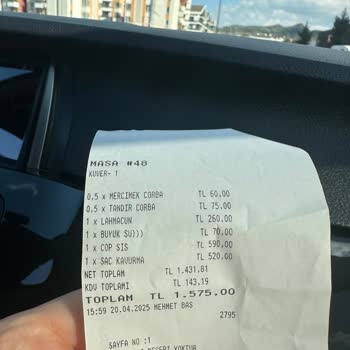 MASA #48
KUVER- 1
0.5 x MERCIMEK CORBA TL 60.00
0.5 x TANDIR CORBA TL 75.00
1 x LAHMACUN TL 260.00
1 x BUYUK SU))) TL 70.00
1 x COP SIS TL 590.00
1 x SAC KAVURMA TL 520.00
NET TOPLAM TL 1.431.81
KDV TOPLAMI TL 143.19
TOPLAM TL 1.575.00
15:59 20.04.2025 MEHMET BAS
2795
SAYFA NO :1
DEGERI YOKTUR